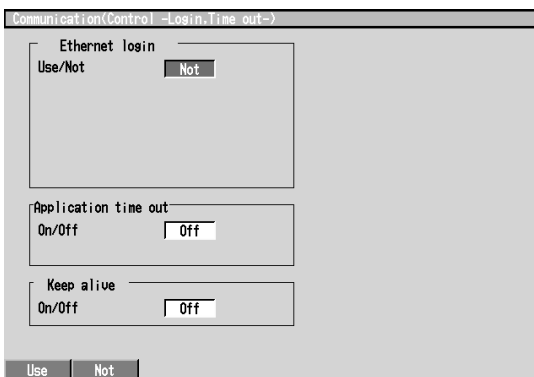 Communication(Control -Login.Time out-)
Ethernet login
Use/Not Not
Application time out
On/Off Off
Keep alive
On/Off Off
Use Not